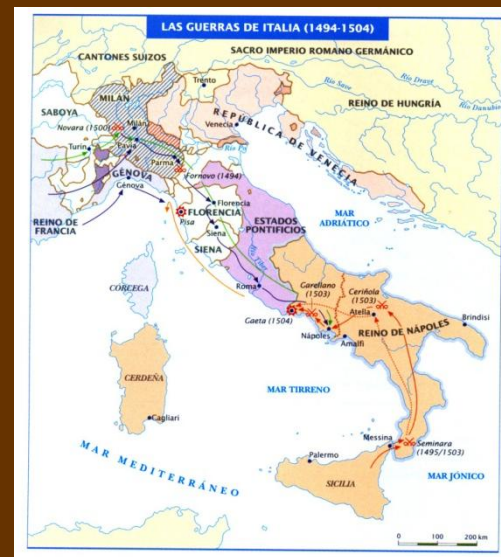 LAS GUERRAS DE ITALIA (1494-1504)
SACRO IMPERIO ROMANO GERMÁNICO
CANTONES SUIZOS
Trento
Río Save
Río Drave
Río Danubio
REINO DE HUNGRÍA
MILÁN
SABOYA
Novara (1500)
Milán
REPÚBLICA DE VENECIA
Venecia
Turín
Pavía
Río Po
Parma
Fornovo (1494)
GÉNOVA
Génova
Florencia
FLORENCIA
Pisa
REINO DE
FRANCIA
ESTADOS
PONTIFICIOS
MAR
ADRIÁTICO
Siena
SIENA
Río Tíber
CÓRCEGA
Roma
Garellano
(1503)
Ceriñola
(1503)
Gaeta (1504)
Atella
REINO DE NÁPOLES
Brindisi
Nápoles
Amalfi
CERDEÑA
MAR TIRRENO
Cagliari
Messina
Seminara
(1495/1503)
Palermo
MAR JÓNICO
MAR MEDITERRÁNEO
SICILIA
0 100 200 km